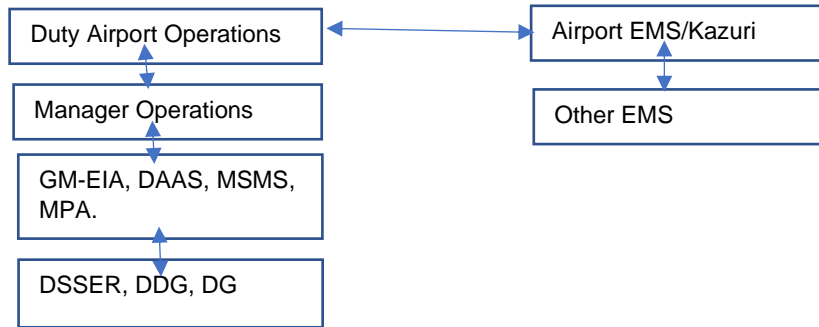 Duty Airport Operations
Airport EMS/Kazuri
Manager Operations
Other EMS
GM-EIA, DAAS, MSMS,
MPA.
DSSER, DDG, DG